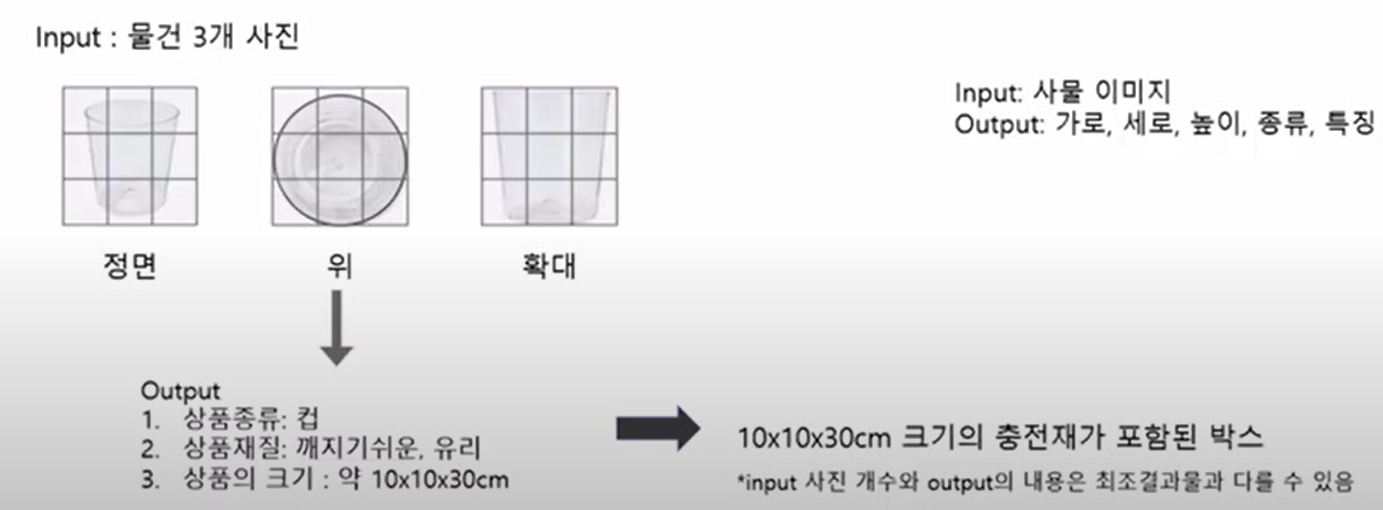 Input : 물건 3개 사진
Input: 사물 이미지
Output: 가로, 세로, 높이, 종류, 특징
정면
위
확대
Output
1. 상품종류: 컵
2. 상품재질: 깨지기쉬운, 유리
3. 상품의 크기 : 약 10x10x30cm
10x10x30cm 크기의 충전재가 포함된 박스
*input 사진 개수와 output의 내용은 최조결과물과 다를 수 있음